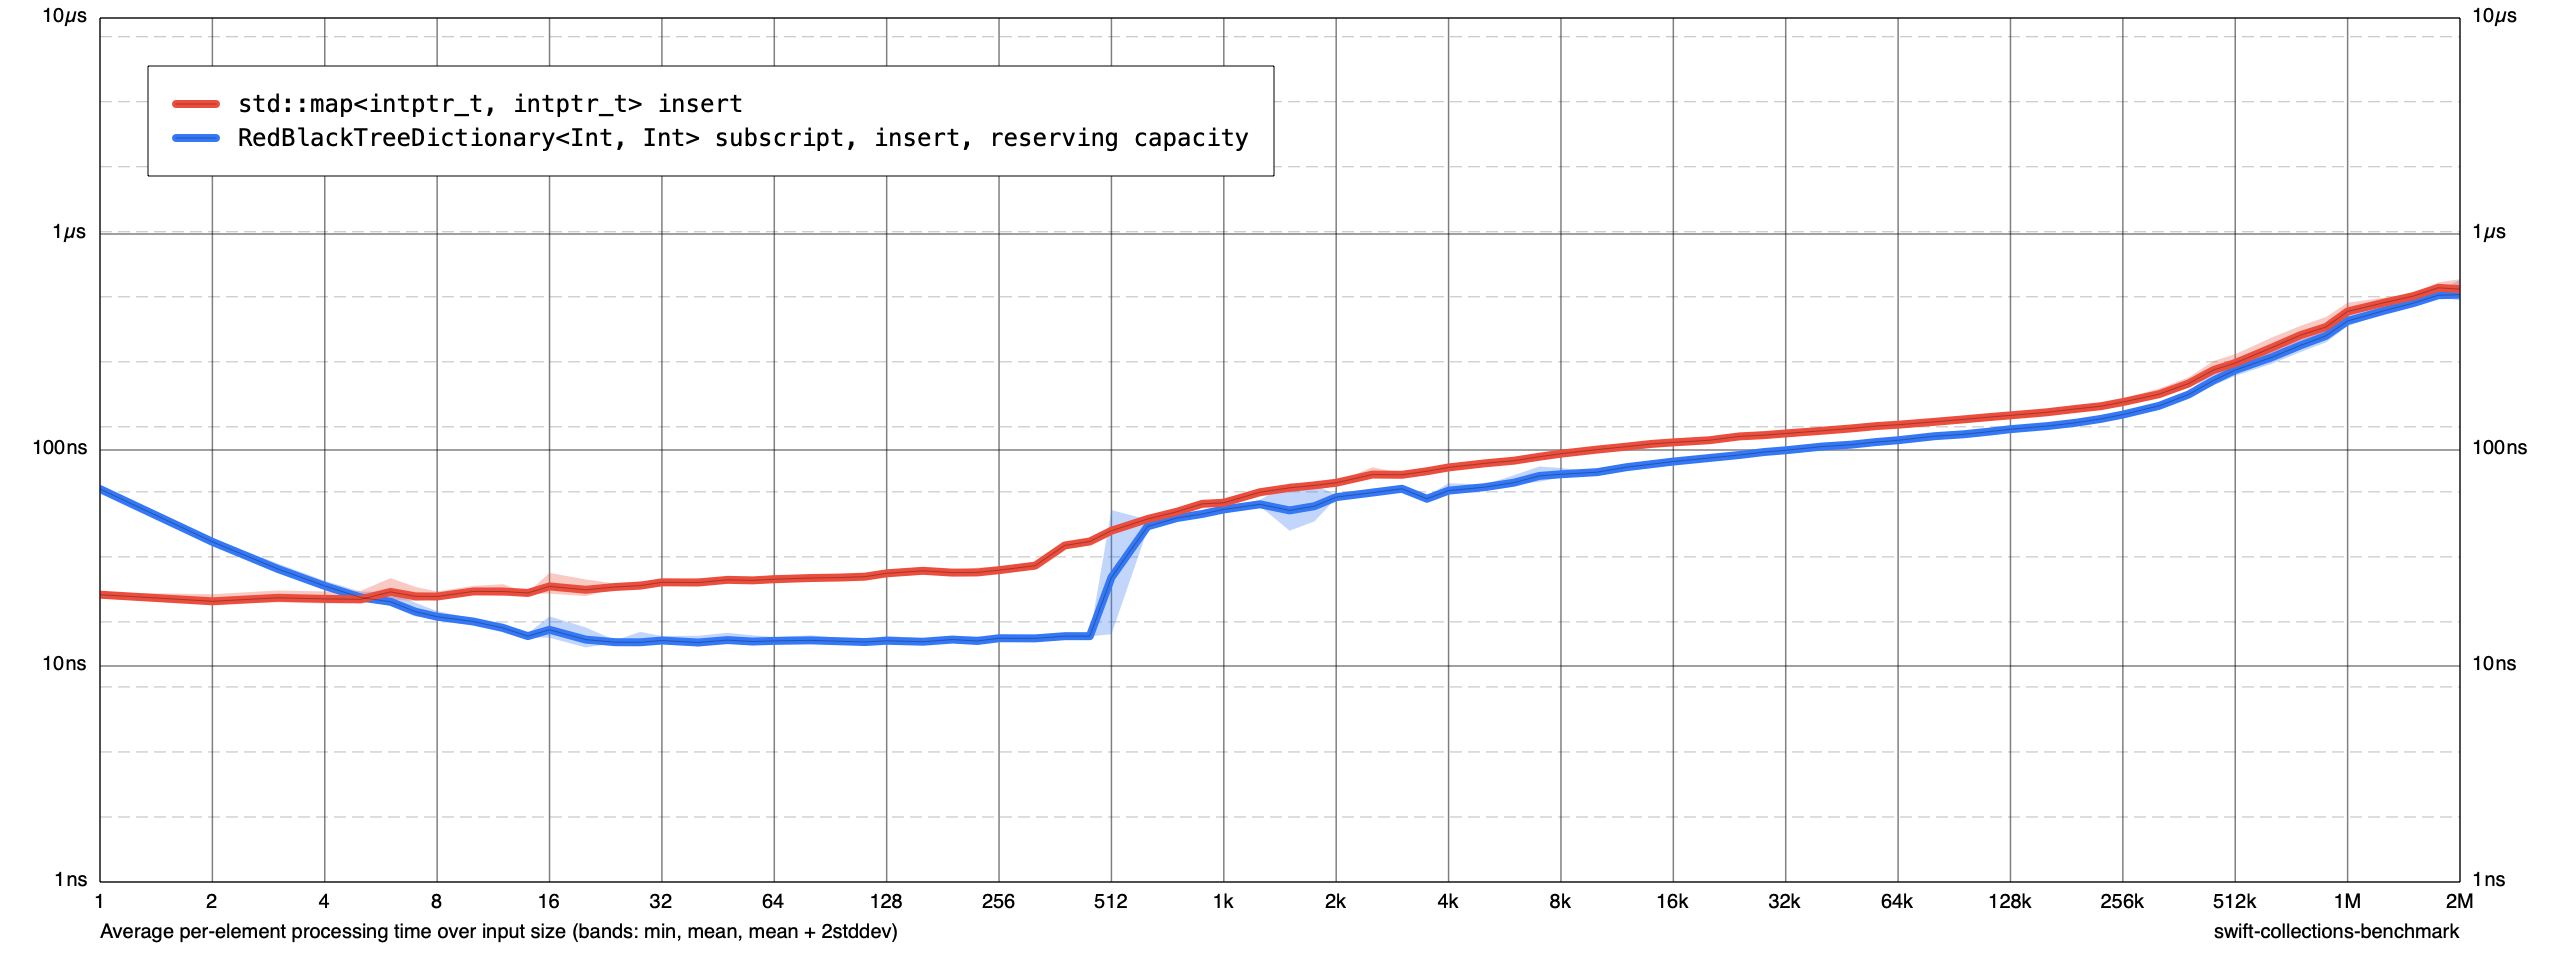 10µs 10µs
std::map<intptr_t, intptr_t> insert
RedBlackTreeDictionary<Int, Int> subscript, insert, reserving capacity
1µs 1µs
100ns 100ns
10ns 10ns
1ns 1ns
1 2 4 8 16 32 64 128 256 512 1k 2k 4k 8k 16k 32k 64k 128k 256k 512k 1M 2M
Average per-element processing time over input size (bands: min, mean, mean + 2stddev) swift-collections-benchmark